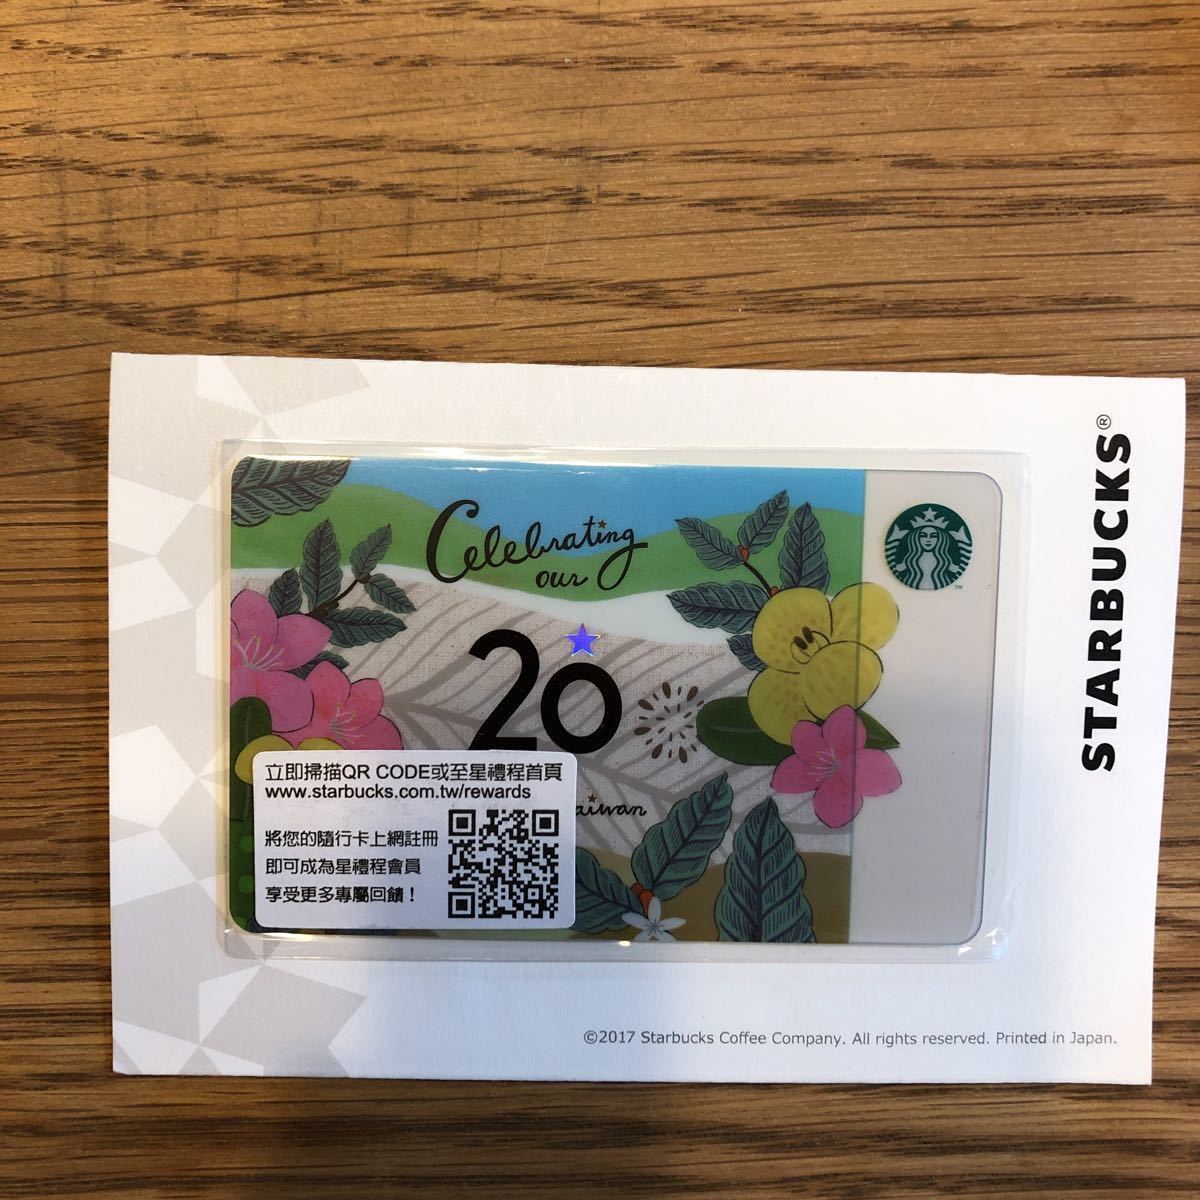 Celebrating
our
20
立即掃描QR CODE或至星禮程首頁
www.starbucks.com.tw/rewards
將您的隨行卡上網註冊
即可成為星禮程會員
享受更多專屬回饋！
STARBUCKS®
©2017 Starbucks Coffee Company. All rights reserved. Printed in Japan.